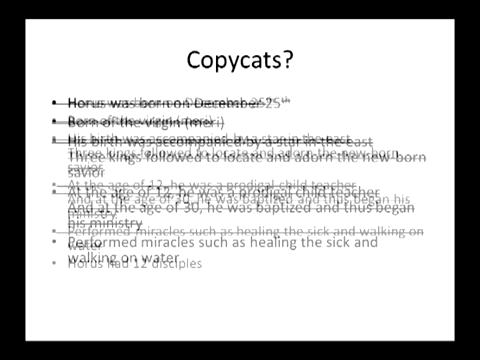 Copycats?
• Horus was born on December 25th
• Born of the virgin (meri)
• His birth was accompanied by a star in the east
Three kings followed to locate and adorn the new-born
savior
• At the age of 12, he was a prodigal child teacher
And at the age of 30, he was baptized and thus began
his ministry
• Performed miracles such as healing the sick and
walking on water
• Horus had 12 disciples